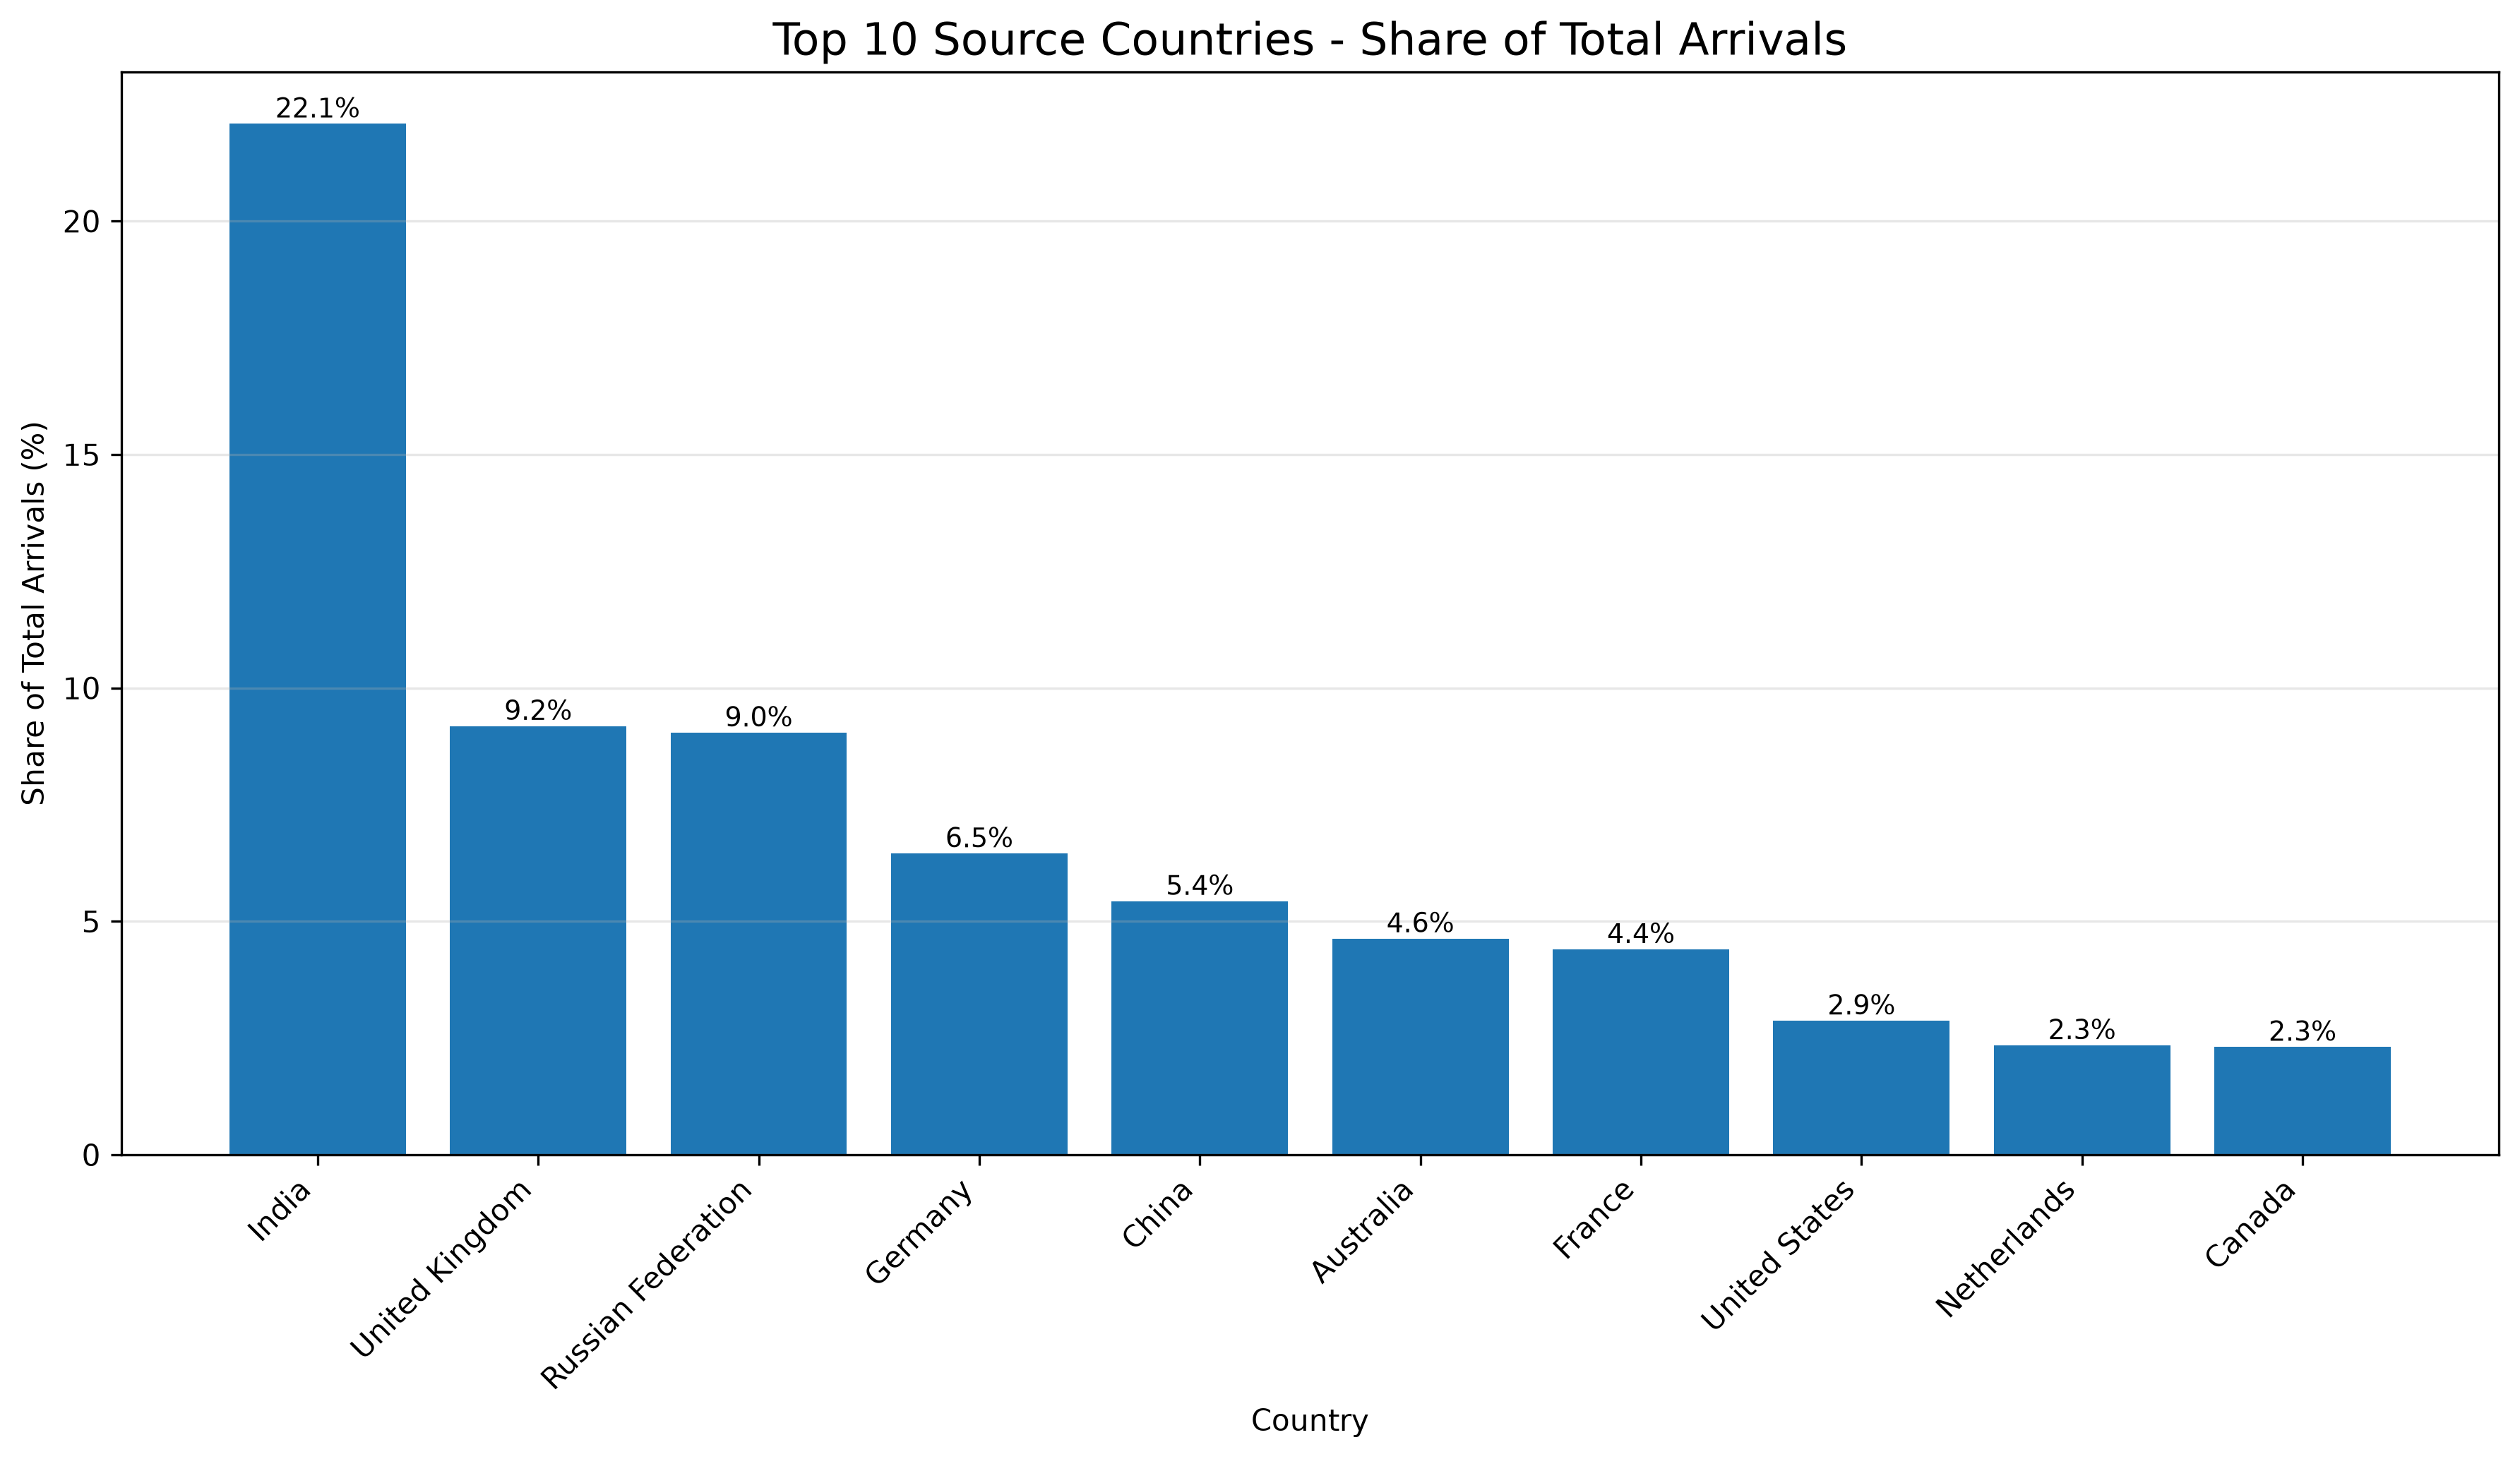 Top 10 Source Countries - Share of Total Arrivals
Share of Total Arrivals (%)
20
15
10
5
0
22.1%
9.2%
9.0%
6.5%
5.4%
4.6%
4.4%
2.9%
2.3%
2.3%
India
United Kingdom
Russian Federation
Germany
China
Australia
France
United States
Netherlands
Canada
Country